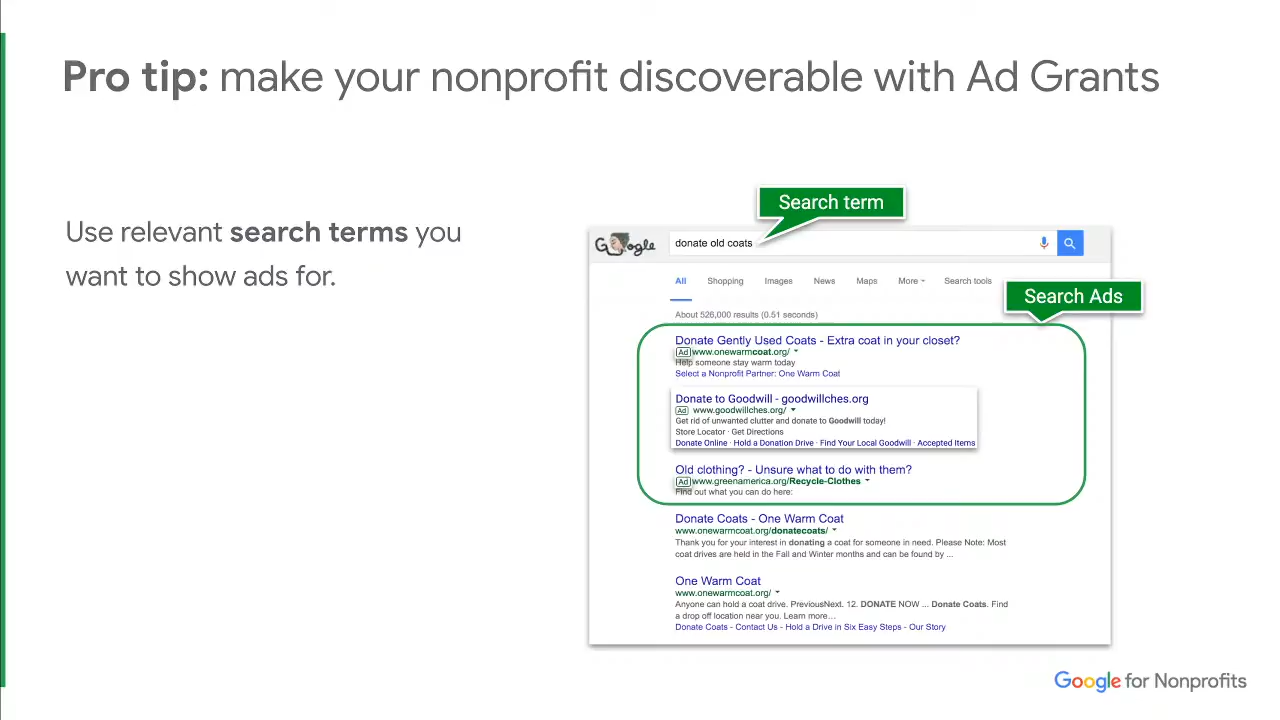 Pro tip: make your nonprofit discoverable with Ad Grants
Use relevant search terms you
want to show ads for.
Search term
Google
donate old coats
All Shopping Images News Maps More Search tools
Search Ads
About 526,000 results (0.51 seconds)
Donate Gently Used Coats - Extra coat in your closet?
Ad www.onewarmcoat.org/
Help someone stay warm today
Select a Nonprofit Partner: One Warm Coat
Donate to Goodwill - goodwillches.org
Ad www.goodwillches.org/
Get rid of unwanted clutter and donate to Goodwill today!
Store Locator · Get Directions
Donate Online · Hold a Donation Drive · Find Your Local Goodwill · Accepted Items
Old clothing? - Unsure what to do with them?
Ad www.greenamerica.org/Recycle-Clothes
Find out what you can do here:
Donate Coats - One Warm Coat
www.onewarmcoat.org/donatecoats/
Thank you for your interest in donating a coat for someone in need. Please Note: Most
coat drives are held in the Fall and Winter months and can be found by ...
One Warm Coat
www.onewarmcoat.org/
Anyone can hold a coat drive. PreviousNext. 12. DONATE NOW ... Donate Coats. Find
a drop off location near you. Learn more...
Donate Coats - Contact Us - Hold a Drive in Six Easy Steps - Our Story
Google for Nonprofits